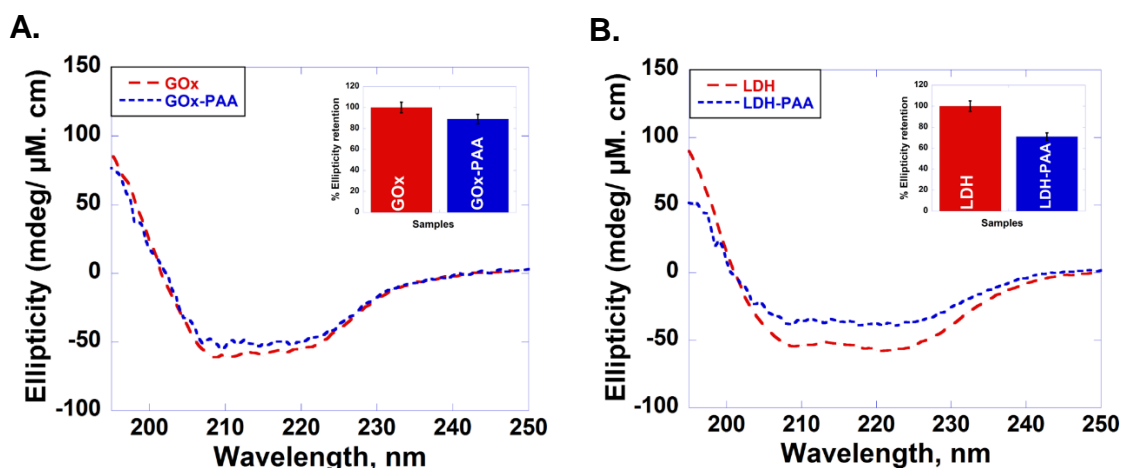 A.
150
100
50
0
-50
-100
Ellipticity (mdeg/ µM. cm)
GOx
GOx-PAA
120
100
80
60
40
20
0
% Ellipticity retention
GOx
GOx-PAA
Samples
200 210 220 230 240 250
Wavelength, nm
B.
150
100
50
0
-50
-100
Ellipticity (mdeg/ µM. cm)
LDH
LDH-PAA
120
100
80
60
40
20
0
% Ellipticity retention
LDH
LDH-PAA
Samples
200 210 220 230 240 250
Wavelength, nm